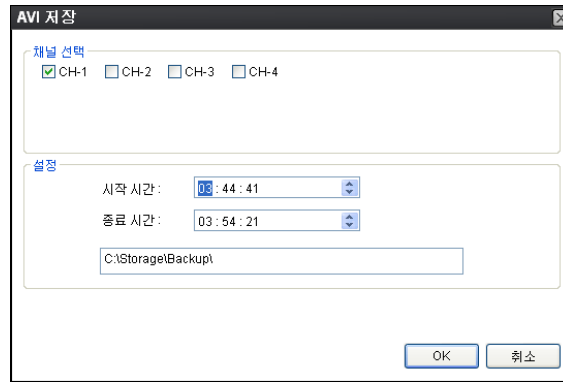 AVI 저장
채널 선택
CH-1 CH-2 CH-3 CH-4
설정
시작 시간 : 03 : 44 : 41
종료 시간 : 03 : 54 : 21
C:\Storage\Backup\
OK 취소